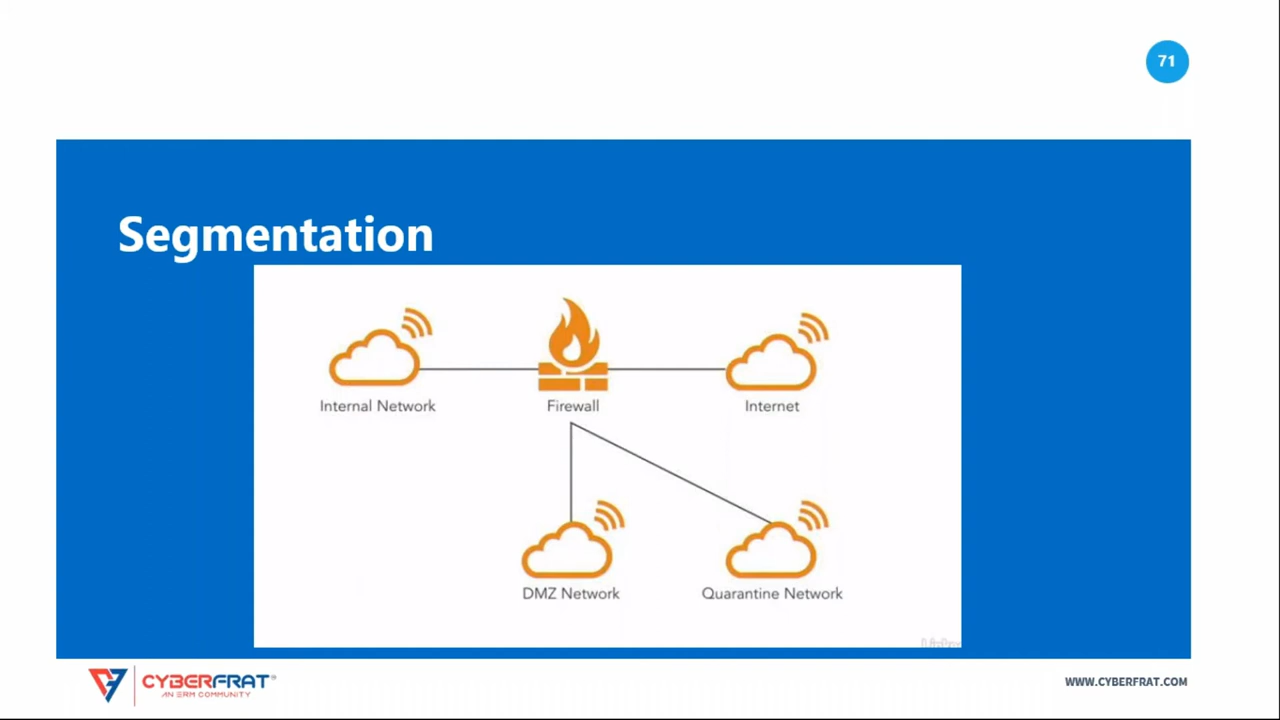 71
Segmentation
Internal Network
Firewall
Internet
DMZ Network
Quarantine Network
CYBERFRAT®
AN ERM COMMUNITY
WWW.CYBERFRAT.COM